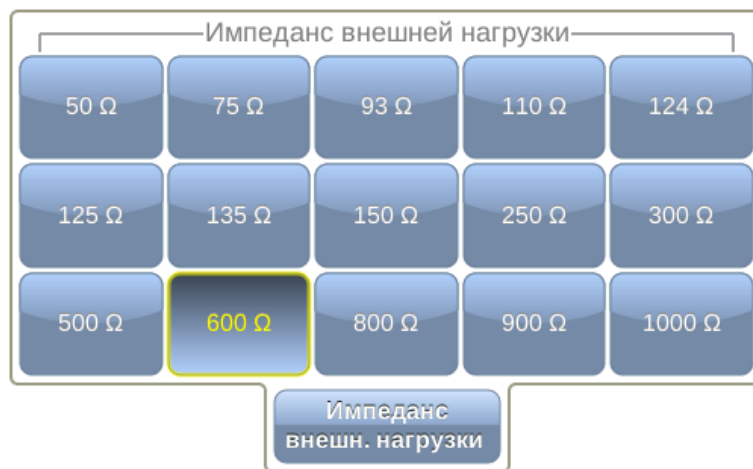 Импеданс внешней нагрузки
50 Ω 75 Ω 93 Ω 110 Ω 124 Ω
125 Ω 135 Ω 150 Ω 250 Ω 300 Ω
500 Ω 600 Ω 800 Ω 900 Ω 1000 Ω
Импеданс
внешн. нагрузки